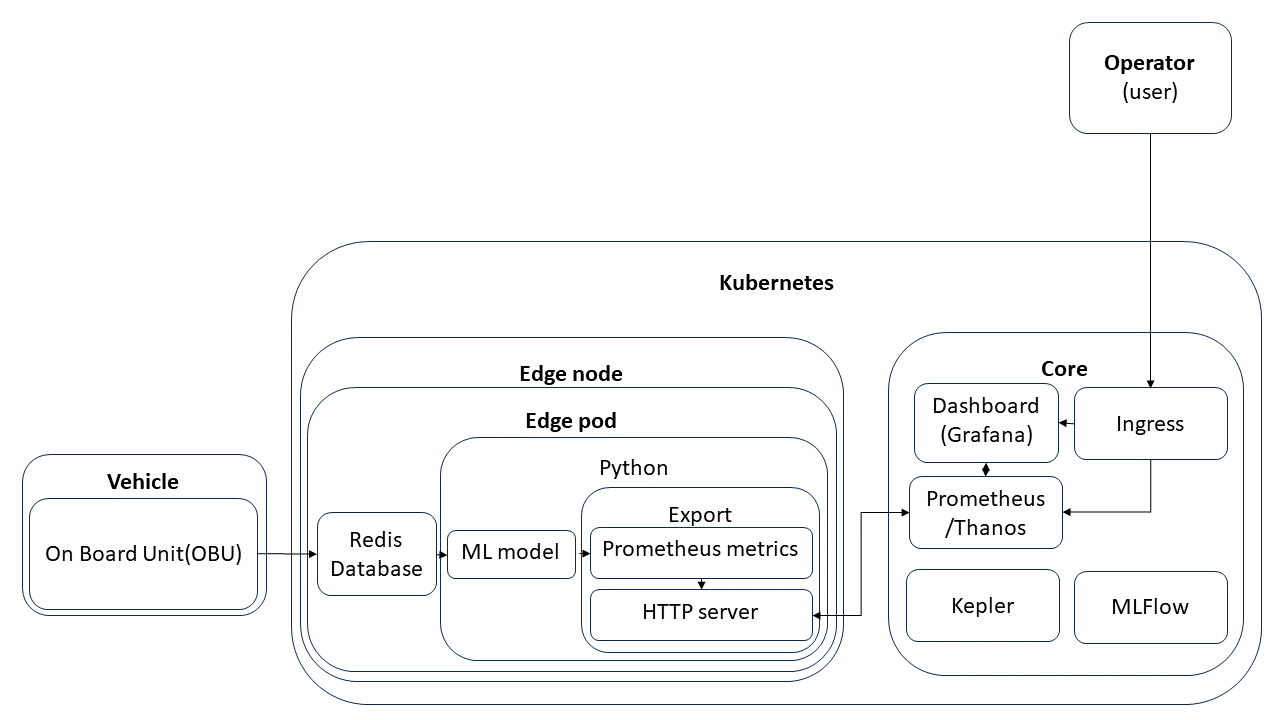 Operator
(user)
Kubernetes
Edge node
Core
Edge pod
Dashboard
(Grafana)
Ingress
Python
Vehicle
Export
Prometheus
/Thanos
On Board Unit(OBU)
Redis
Database
ML model
Prometheus metrics
HTTP server
Kepler
MLFlow